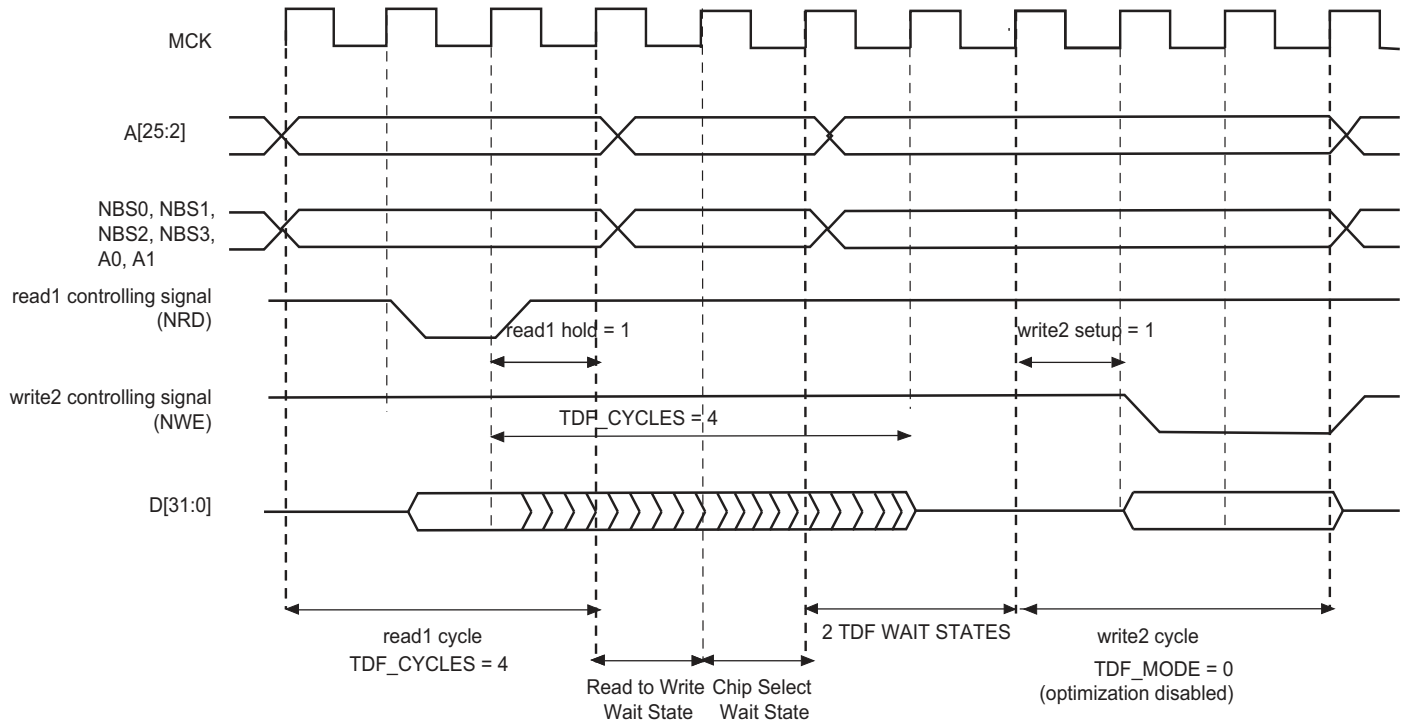 MCK
A[25:2]
NBS0, NBS1,
NBS2, NBS3,
A0, A1
read1 controlling signal
(NRD)
read1 hold = 1
write2 setup = 1
write2 controlling signal
(NWE)
TDF_CYCLES = 4
D[31:0]
read1 cycle
TDF_CYCLES = 4
Read to Write
Wait State
Chip Select
Wait State
2 TDF WAIT STATES
write2 cycle
TDF_MODE = 0
(optimization disabled)